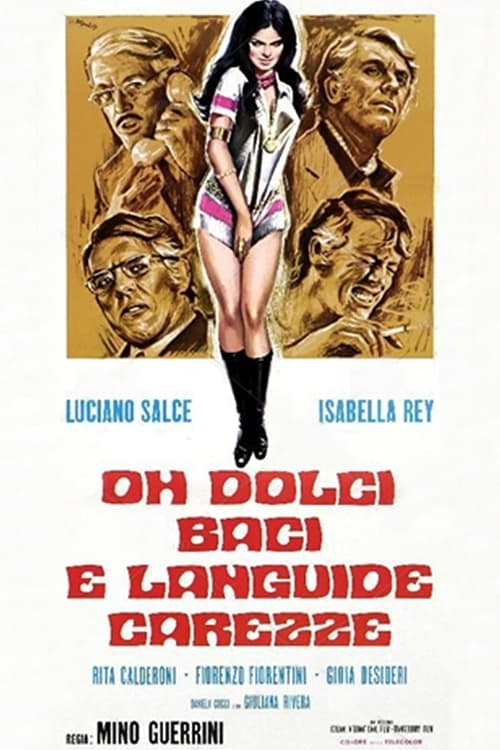 LUCIANO SALCE ISABELLA REY
OH DOLCI
BACI
E LANGUIDE
CAREZZE
RITA CALDERONI - FIORENZO FIORENTINI - GIOIA DESIDERI
GIULIANA RIVERA
REGIA: MINO GUERRINI